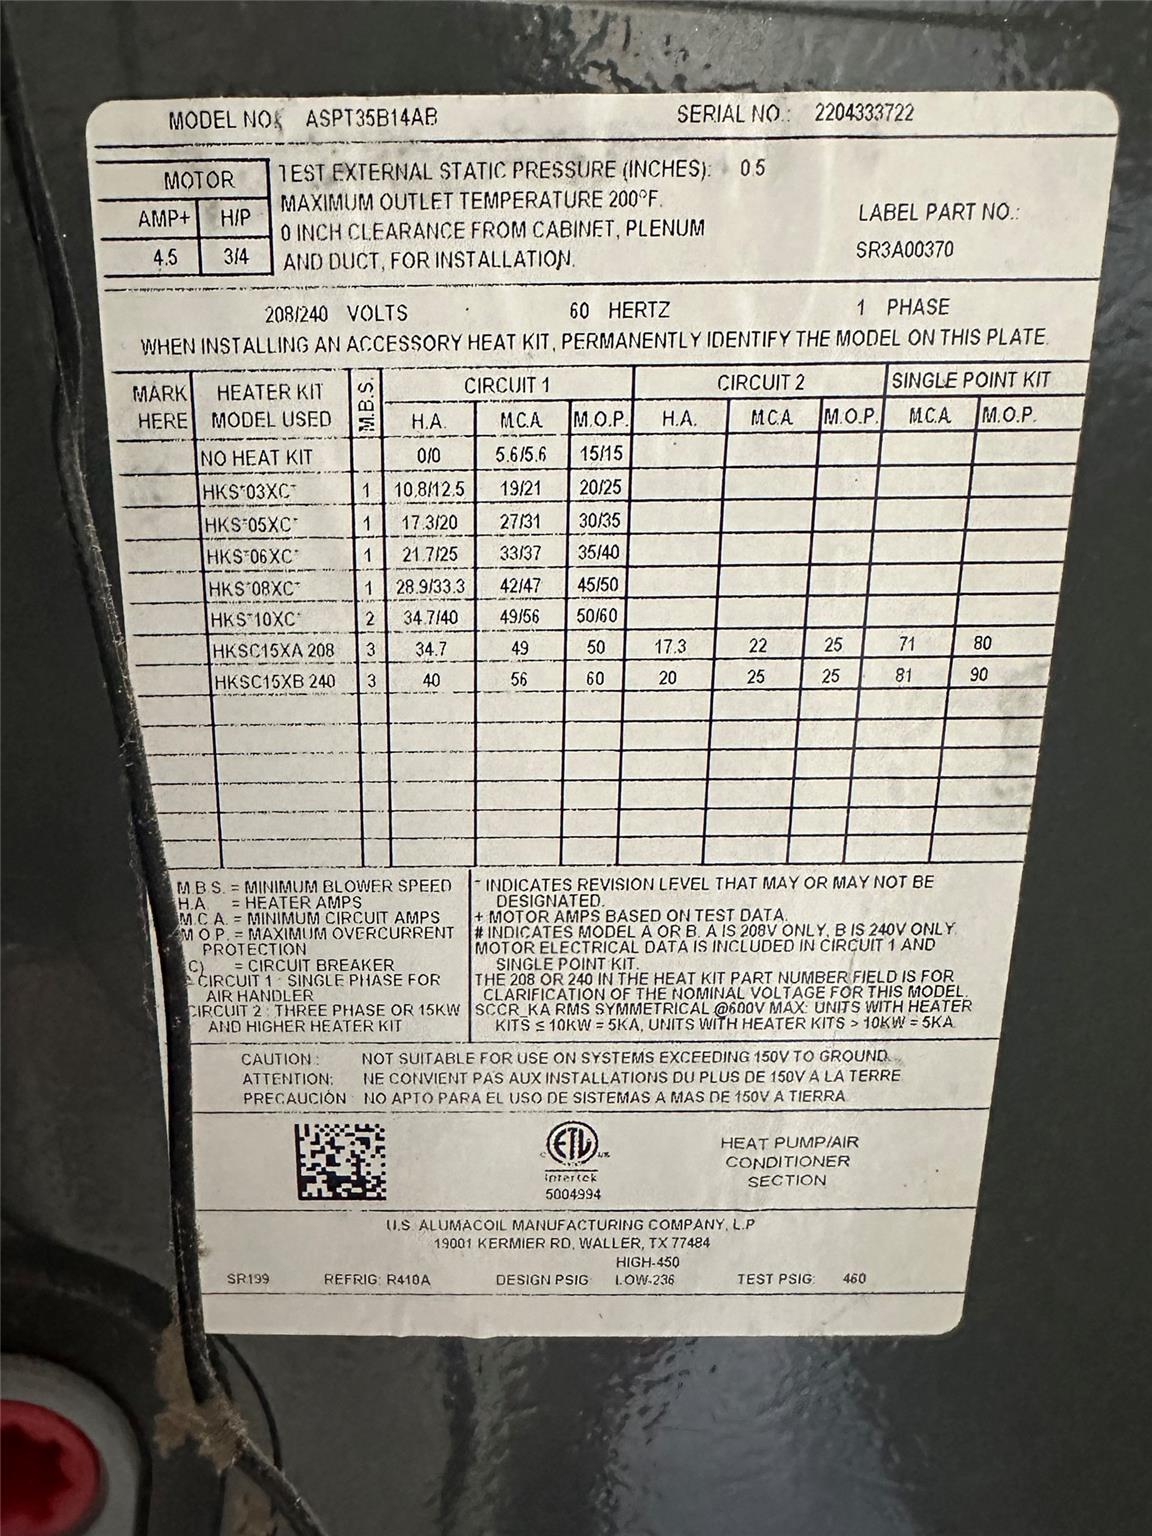 MODEL NO.: ASPT35B14AB SERIAL NO.: 2204333722
MOTOR
AMP+ H/P
4.5 3/4
TEST EXTERNAL STATIC PRESSURE (INCHES): 0.5
MAXIMUM OUTLET TEMPERATURE 200°F.
0 INCH CLEARANCE FROM CABINET, PLENUM
AND DUCT, FOR INSTALLATION.
LABEL PART NO.:
SR3A00370
208/240 VOLTS 60 HERTZ 1 PHASE
WHEN INSTALLING AN ACCESSORY HEAT KIT, PERMANENTLY IDENTIFY THE MODEL ON THIS PLATE.
MARK HERE HEATER KIT MODEL USED M.B.S. CIRCUIT 1 CIRCUIT 2 SINGLE POINT KIT
H.A. M.C.A. M.O.P. H.A. M.C.A. M.O.P. M.C.A. M.O.P.
NO HEAT KIT 0/0 5.6/5.6 15/15
HKS*03XC* 1 10.8/12.5 19/21 20/25
HKS*05XC* 1 17.3/20 27/31 30/35
HKS*06XC* 1 21.7/25 33/37 35/40
HKS*08XC* 1 28.9/33.3 42/47 45/50
HKS*10XC* 2 34.7/40 49/56 50/60
HKSC15XA 208 3 34.7 49 50 17.3 22 25 71 80
HKSC15XB 240 3 40 56 60 20 25 25 81 90
M.B.S. = MINIMUM BLOWER SPEED
H.A. = HEATER AMPS
M.C.A. = MINIMUM CIRCUIT AMPS
M.O.P. = MAXIMUM OVERCURRENT
PROTECTION
C) = CIRCUIT BREAKER
CIRCUIT 1 : SINGLE PHASE FOR
AIR HANDLER
CIRCUIT 2 : THREE PHASE OR 15KW
AND HIGHER HEATER KIT
* INDICATES REVISION LEVEL THAT MAY OR MAY NOT BE
DESIGNATED.
+ MOTOR AMPS BASED ON TEST DATA.
# INDICATES MODEL A OR B. A IS 208V ONLY, B IS 240V ONLY.
MOTOR ELECTRICAL DATA IS INCLUDED IN CIRCUIT 1 AND
SINGLE POINT KIT.
THE 208 OR 240 IN THE HEAT KIT PART NUMBER FIELD IS FOR
CLARIFICATION OF THE NOMINAL VOLTAGE FOR THIS MODEL.
SCCR_KA RMS SYMMETRICAL @600V MAX: UNITS WITH HEATER
KITS ≤ 10KW = 5KA, UNITS WITH HEATER KITS > 10KW = 5KA
CAUTION : NOT SUITABLE FOR USE ON SYSTEMS EXCEEDING 150V TO GROUND.
ATTENTION: NE CONVIENT PAS AUX INSTALLATIONS DU PLUS DE 150V A LA TERRE
PRECAUCIÓN : NO APTO PARA EL USO DE SISTEMAS A MAS DE 150V A TIERRA
ETL
C US
Intertek
5004994
HEAT PUMP/AIR
CONDITIONER
SECTION
U.S. ALUMACOIL MANUFACTURING COMPANY, L.P
19001 KERMIER RD, WALLER, TX 77484
SR199 REFRIG: R410A DESIGN PSIG: HIGH-450
LOW-236 TEST PSIG: 460